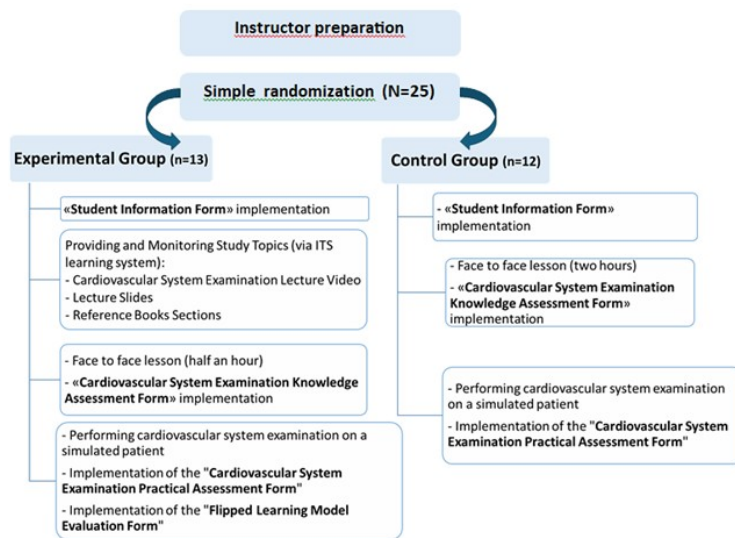 Instructor preparation
Simple randomization (N=25)
Experimental Group (n=13)
«Student Information Form» implementation
Providing and Monitoring Study Topics (via ITS
learning system):
- Cardiovascular System Examination Lecture Video
- Lecture Slides
- Reference Books Sections
- Face to face lesson (half an hour)
- «Cardiovascular System Examination Knowledge
Assessment Form» implementation
- Performing cardiovascular system examination on a
simulated patient
- Implementation of the "Cardiovascular System
Examination Practical Assessment Form"
- Implementation of the "Flipped Learning Model
Evaluation Form"
Control Group (n=12)
- «Student Information Form»
implementation
- Face to face lesson (two hours)
- «Cardiovascular System Examination
Knowledge Assessment Form»
implementation
- Performing cardiovascular system examination
on a simulated patient
- Implementation of the "Cardiovascular System
Examination Practical Assessment Form"